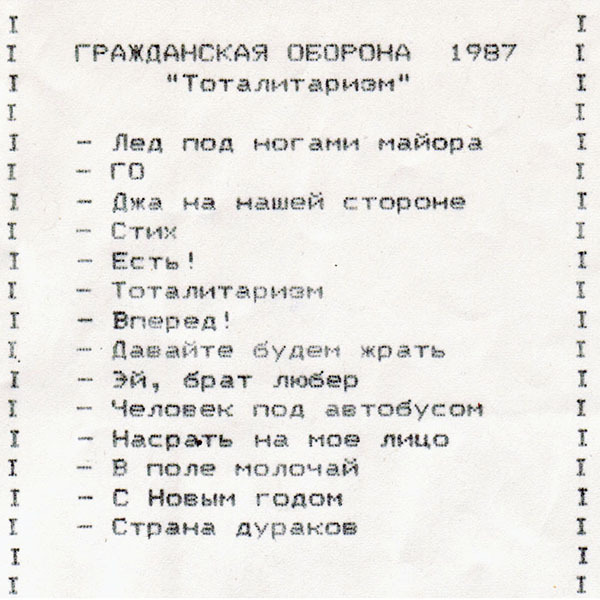 ГРАЖДАНСКАЯ ОБОРОНА 1987
"Тоталитаризм"
- Лед под ногами майора
- ГО
- Джа на нашей стороне
- Стих
- Есть!
- Тоталитаризм
- Вперед!
- Давайте будем жрать
- Эй, брат любер
- Человек под автобусом
- Насрать на мое лицо
- В поле молочай
- С Новым годом
- Страна дураков